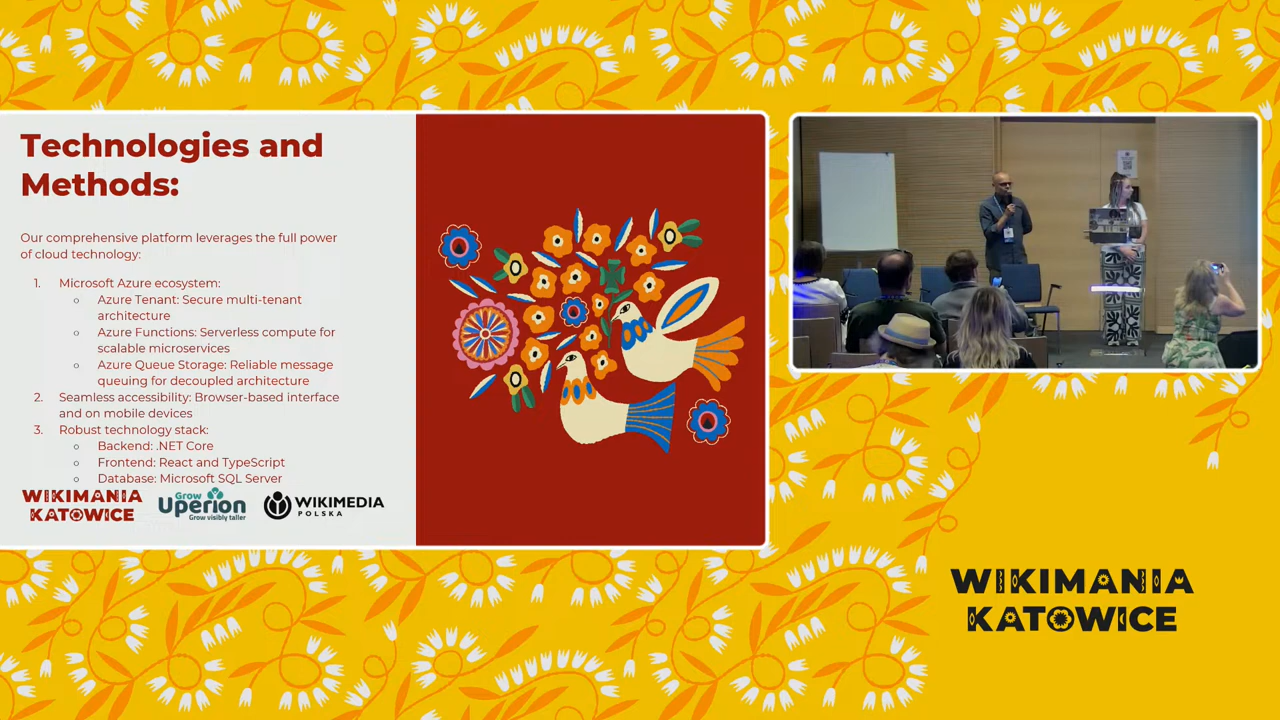 Technologies and
Methods:
Our comprehensive platform leverages the full power
of cloud technology:
1. Microsoft Azure ecosystem:
○ Azure Tenant: Secure multi-tenant
architecture
○ Azure Functions: Serverless compute for
scalable microservices
○ Azure Queue Storage: Reliable message
queuing for decoupled architecture
2. Seamless accessibility: Browser-based interface
and on mobile devices
3. Robust technology stack:
○ Backend: .NET Core
○ Frontend: React and TypeScript
○ Database: Microsoft SQL Server
WIKIMANIA
KATOWICE
Grow
Uperion
Grow visibly taller
WIKIMEDIA
POLSKA
WIKIMANIA
KATOWICE